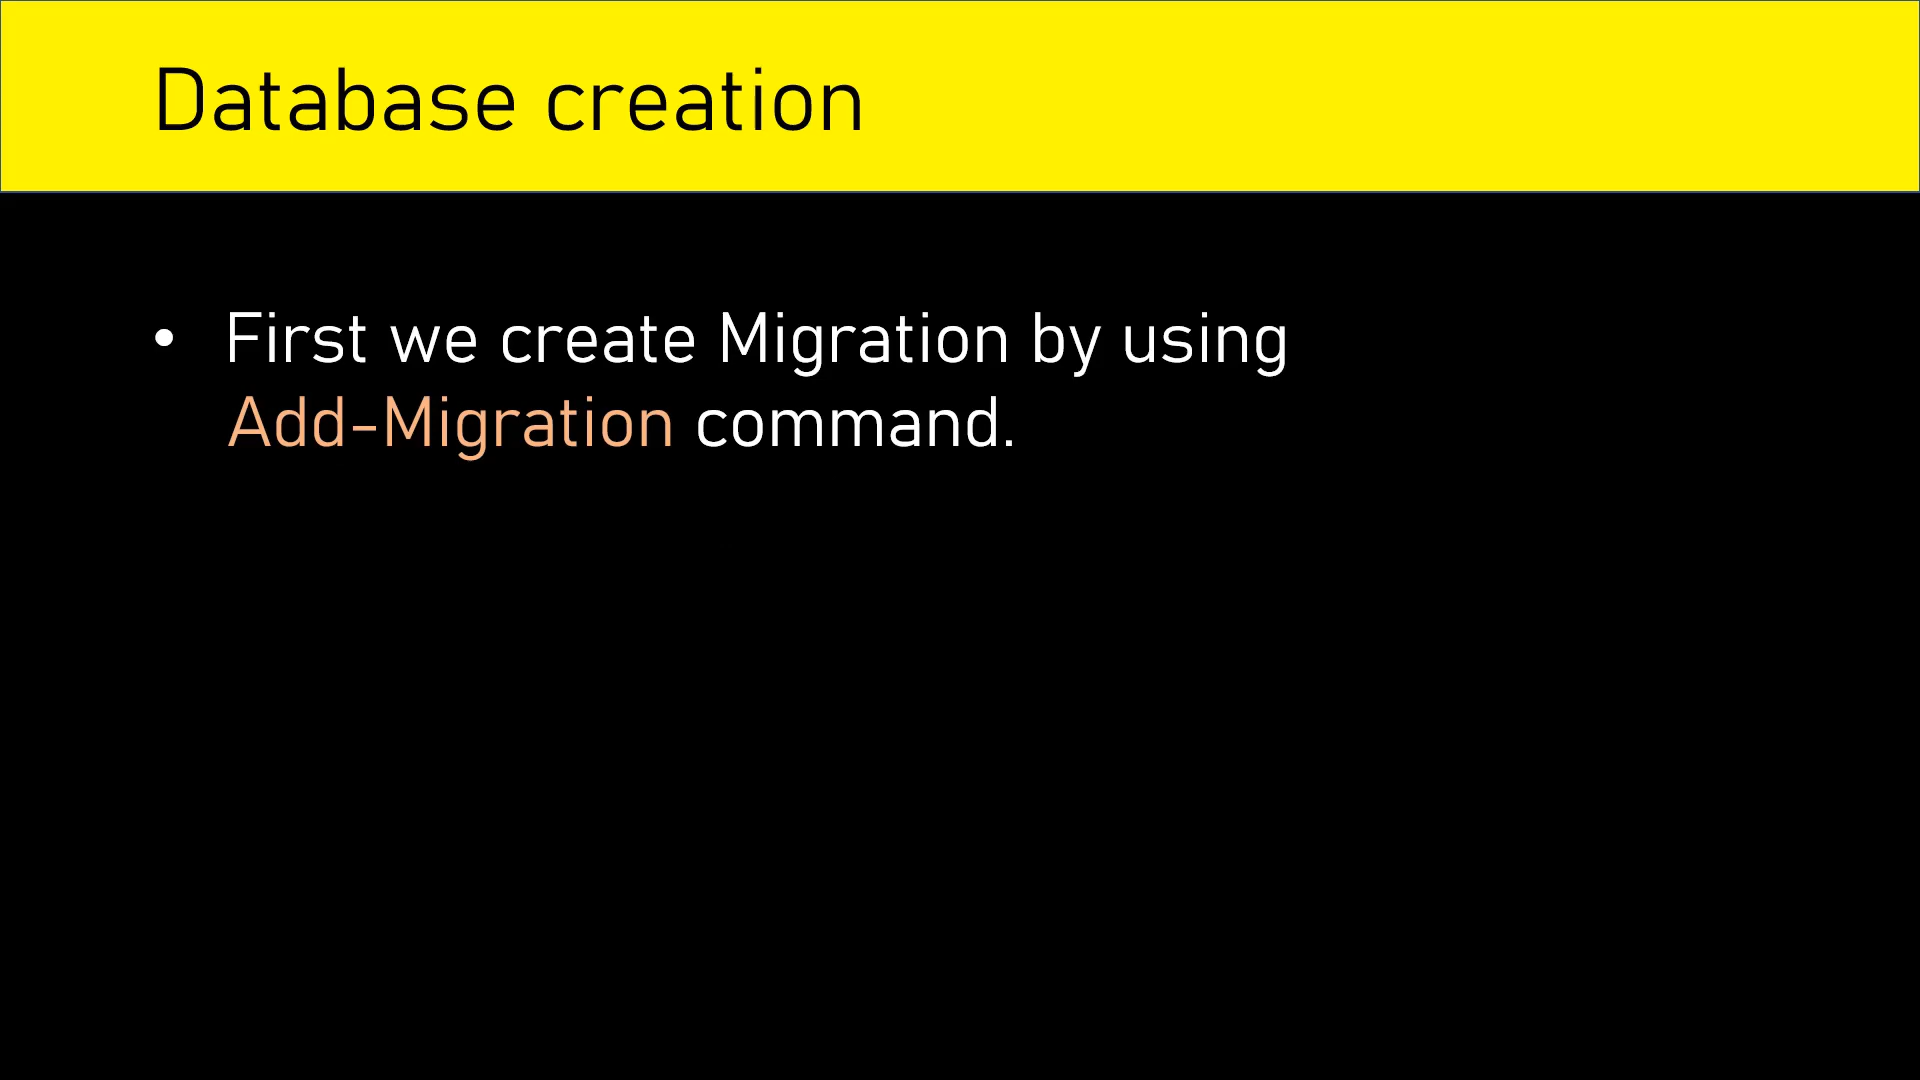 Database creation
• First we create Migration by using
Add-Migration command.